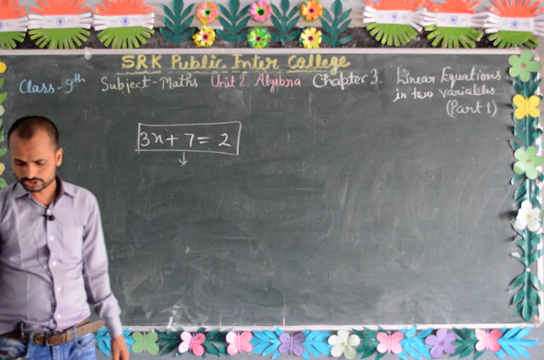 SRK Public Inter College
Class. 9th Subject-Maths Unit 2. Algibra Chapter 3. Linear Equations
in two variables
(Part 1)
3x + 7 = 2
↓